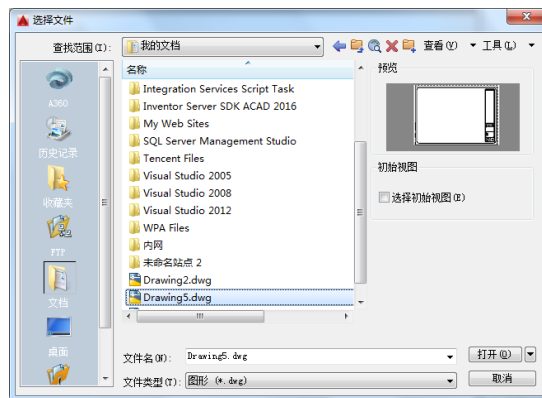 选择文件
查找范围(I): 我的文档 查看(V) 工具(L)
A360
历史记录
收藏夹
FTP
文档
桌面
名称
Integration Services Script Task
Inventor Server SDK ACAD 2016
My Web Sites
SQL Server Management Studio
Tencent Files
Visual Studio 2005
Visual Studio 2008
Visual Studio 2012
WPA Files
内网
未命名站点 2
Drawing2.dwg
Drawing5.dwg
预览
初始视图
选择初始视图(E)
文件名(N): Drawing5.dwg 打开(O)
文件类型(T): 图形 (*.dwg) 取消